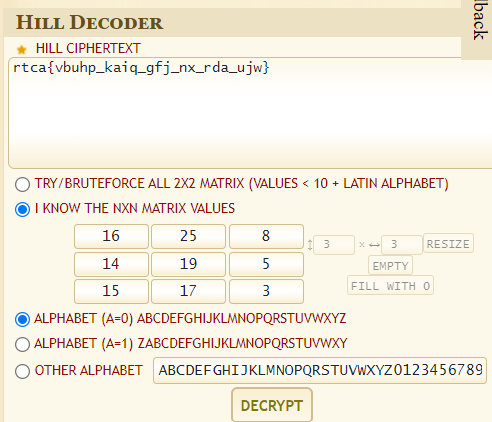 back
HILL DECODER
★ HILL CIPHERTEXT
rtca{vbuhp_kaiq_gfj_nx_rda_ujw}
TRY/BRUTEFORCE ALL 2X2 MATRIX (VALUES < 10 + LATIN ALPHABET)
I KNOW THE NXN MATRIX VALUES
16 25 8 ↕ 3 × ↔ 3 RESIZE
14 19 5 EMPTY
15 17 3 FILL WITH 0
ALPHABET (A=0) ABCDEFGHIJKLMNOPQRSTUVWXYZ
ALPHABET (A=1) ZABCDEFGHIJKLMNOPQRSTUVWXY
OTHER ALPHABET ABCDEFGHIJKLMNOPQRSTUVWXYZ0123456789
DECRYPT